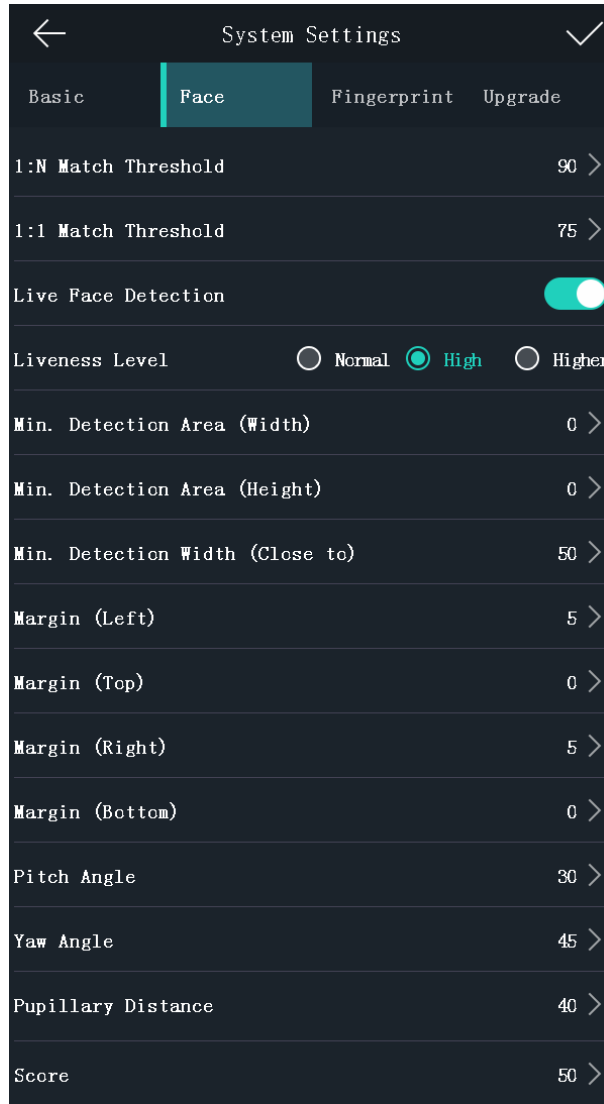 System Settings
Basic Face Fingerprint Upgrade
1:N Match Threshold 90
1:1 Match Threshold 75
Live Face Detection
Liveness Level Normal High Higher
Min. Detection Area (Width) 0
Min. Detection Area (Height) 0
Min. Detection Width (Close to) 50
Margin (Left) 5
Margin (Top) 0
Margin (Right) 5
Margin (Bottom) 0
Pitch Angle 30
Yaw Angle 45
Pupillary Distance 40
Score 50